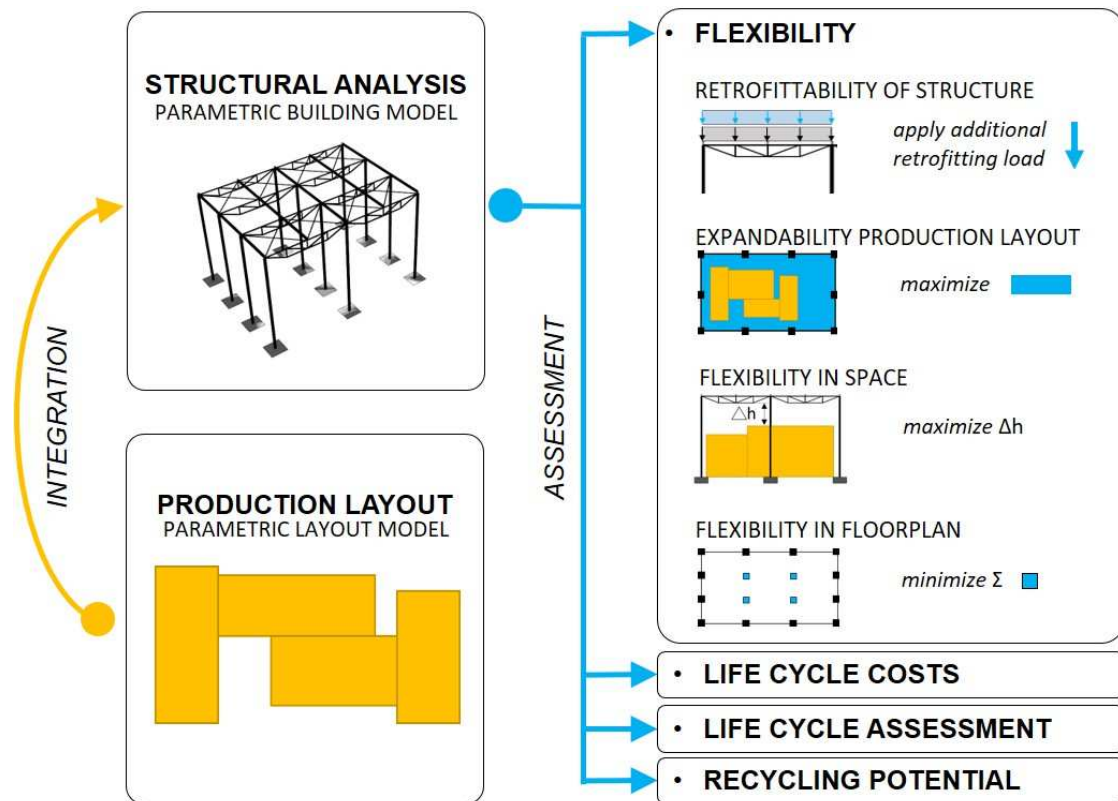 STRUCTURAL ANALYSIS
PARAMETRIC BUILDING MODEL
INTEGRATION
PRODUCTION LAYOUT
PARAMETRIC LAYOUT MODEL
ASSESSMENT
• FLEXIBILITY
RETROFITTABILITY OF STRUCTURE
apply additional
retrofitting load
EXPANDABILITY PRODUCTION LAYOUT
maximize
FLEXIBILITY IN SPACE
△h
maximize Δh
FLEXIBILITY IN FLOORPLAN
minimize Σ
• LIFE CYCLE COSTS
• LIFE CYCLE ASSESSMENT
• RECYCLING POTENTIAL